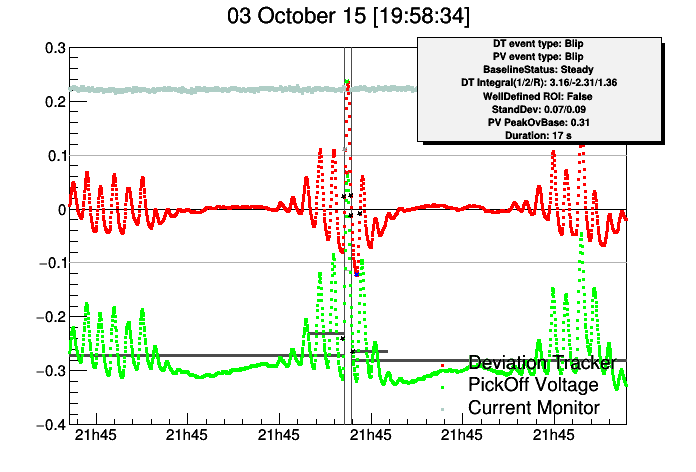 03 October 15 [19:58:34]
DT event type: Blip
PV event type: Blip
BaselineStatus: Steady
DT Integral(1/2/R): 3.16/-2.31/1.36
WellDefined ROI: False
StandDev: 0.07/0.09
PV PeakOvBase: 0.31
Duration: 17 s
0.3
0.2
0.1
0
−0.1
−0.2
−0.3
−0.4
Deviation Tracker
PickOff Voltage
Current Monitor
21h45 21h45 21h45 21h45 21h45 21h45